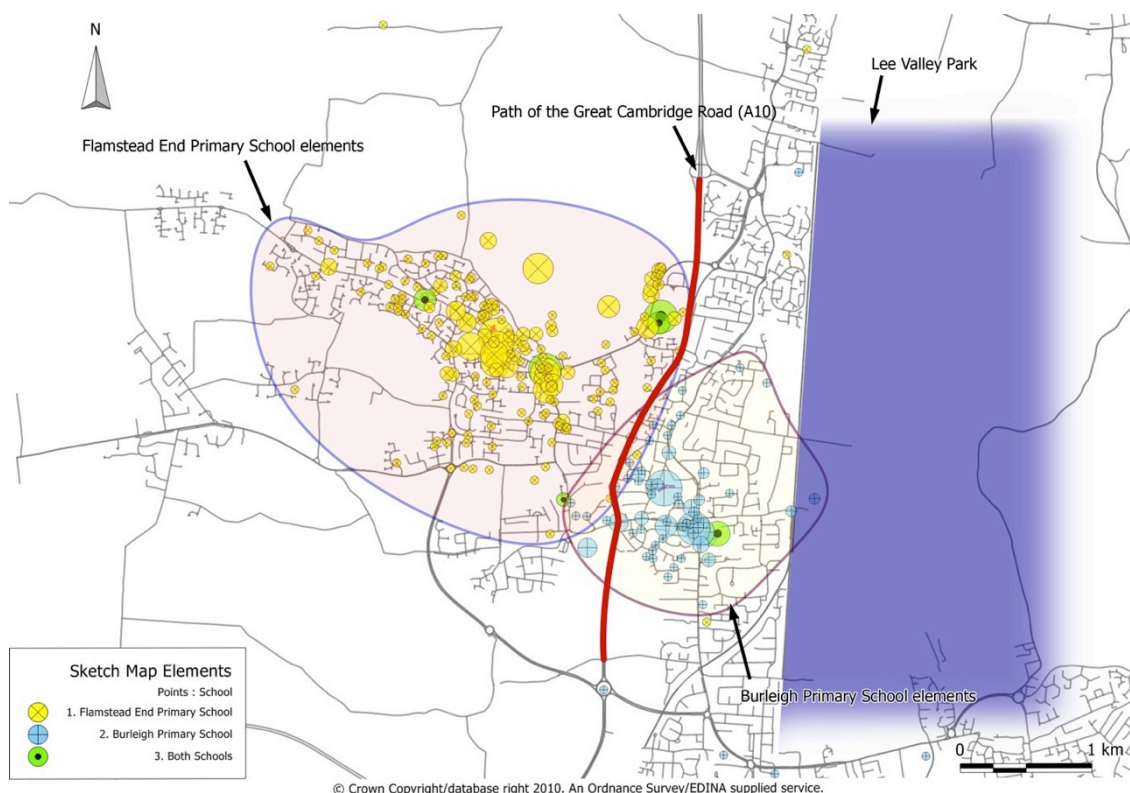 N
Lee Valley Park
Path of the Great Cambridge Road (A10)
Flamstead End Primary School elements
Burleigh Primary School elements
Sketch Map Elements
Points : School
1. Flamstead End Primary School
2. Burleigh Primary School
3. Both Schools
0 1 km
© Crown Copyright/database right 2010. An Ordnance Survey/EDINA supplied service.